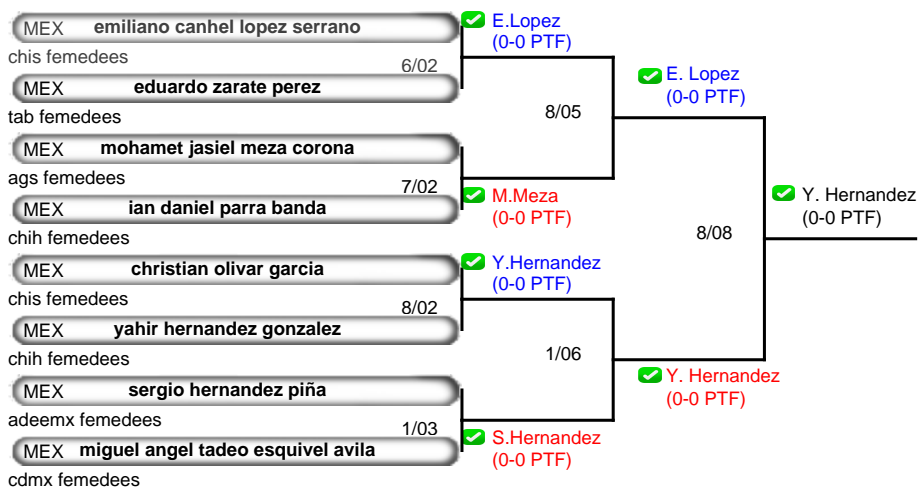 MEX emiliano canhel lopez serrano
chis femedees
6/02
MEX eduardo zarate perez
tab femedees
MEX mohamet jasiel meza corona
ags femedees
7/02
MEX ian daniel parra banda
chih femedees
MEX christian olivar garcia
chis femedees
8/02
MEX yahir hernandez gonzalez
chih femedees
MEX sergio hernandez piña
adeemx femedees
1/03
MEX miguel angel tadeo esquivel avila
cdmx femedees
E.Lopez
(0-0 PTF)
8/05
M.Meza
(0-0 PTF)
Y.Hernandez
(0-0 PTF)
1/06
S.Hernandez
(0-0 PTF)
E. Lopez
(0-0 PTF)
8/08
Y. Hernandez
(0-0 PTF)
Y. Hernandez
(0-0 PTF)